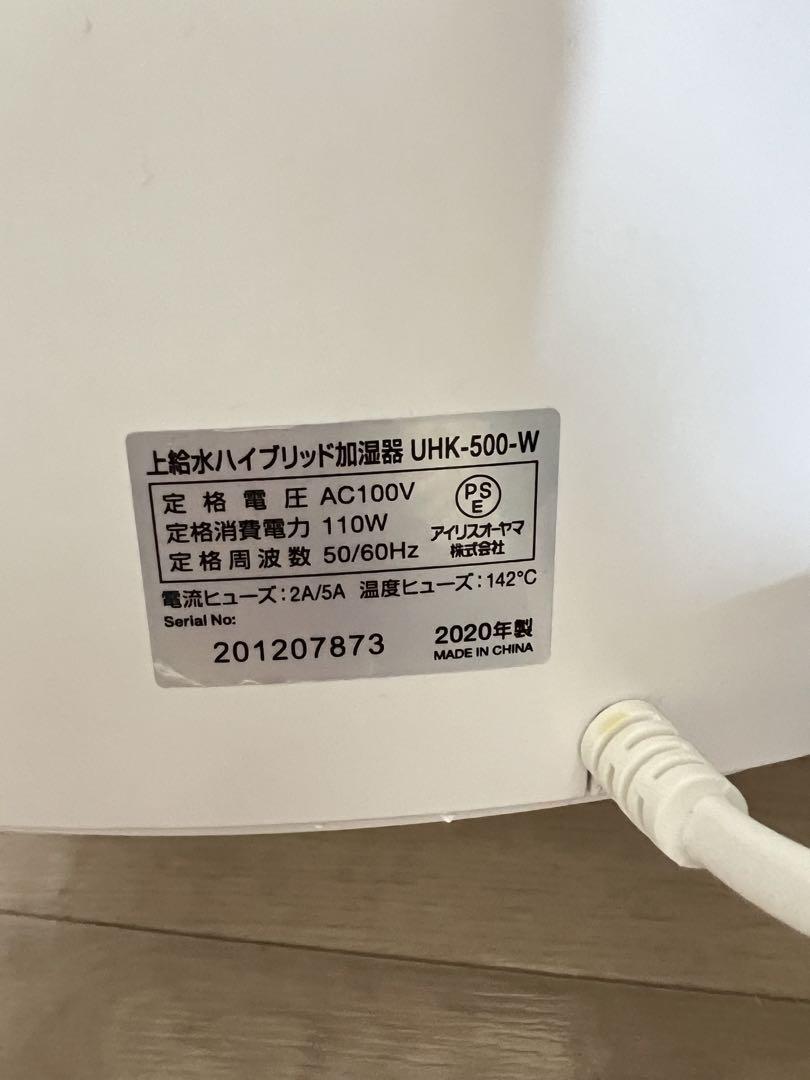 上給水ハイブリッド加湿器 UHK-500-W
定格電圧 AC100V
定格消費電力 110W
定格周波数 50/60Hz
PS
E
アイリスオーヤマ
株式会社
電流ヒューズ:2A/5A 温度ヒューズ:142°C
Serial No:
201207873
2020年製
MADE IN CHINA